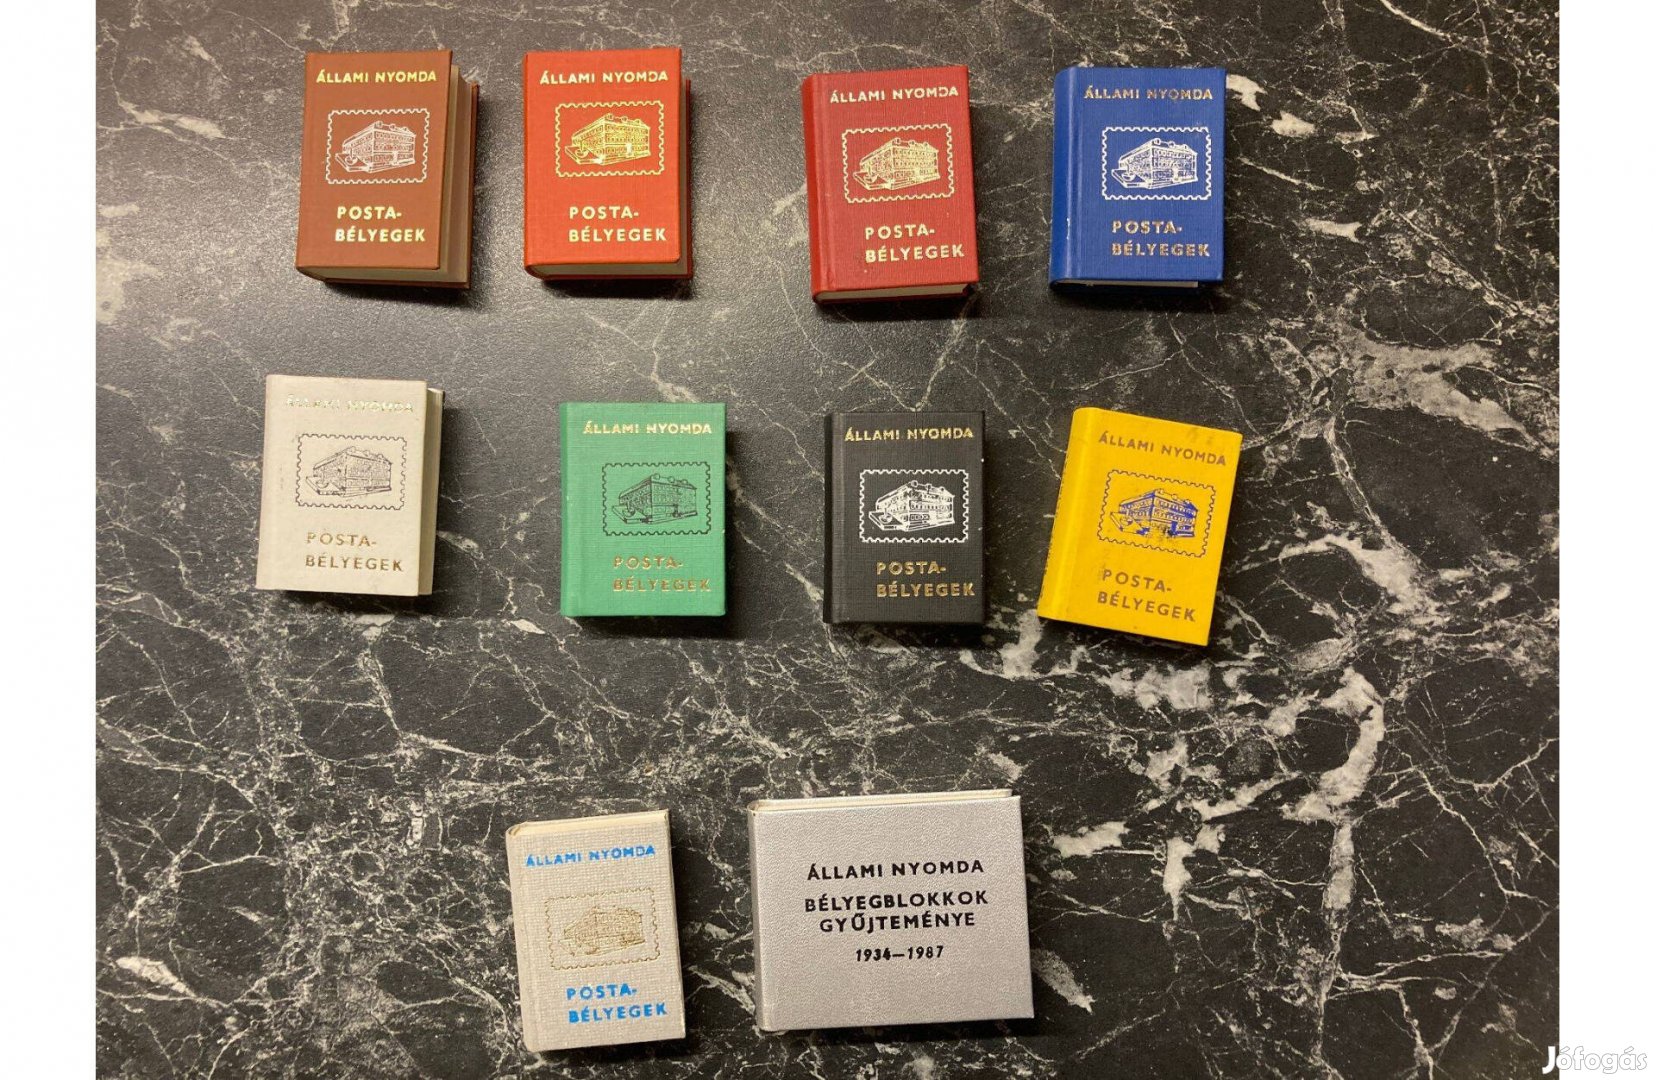 ÁLLAMI NYOMDA
POSTA-
BÉLYEGEK
ÁLLAMI NYOMDA
POSTA-
BÉLYEGEK
ÁLLAMI NYOMDA
POSTA-
BÉLYEGEK
ÁLLAMI NYOMDA
POSTA-
BÉLYEGEK
ÁLLAMI NYOMDA
POSTA-
BÉLYEGEK
ÁLLAMI NYOMDA
POSTA-
BÉLYEGEK
ÁLLAMI NYOMDA
POSTA-
BÉLYEGEK
ÁLLAMI NYOMDA
POSTA-
BÉLYEGEK
ÁLLAMI NYOMDA
POSTA-
BÉLYEGEK
ÁLLAMI NYOMDA
BÉLYEGBLOKKOK
GYŰJTEMÉNYE
1934–1987
Jófogás